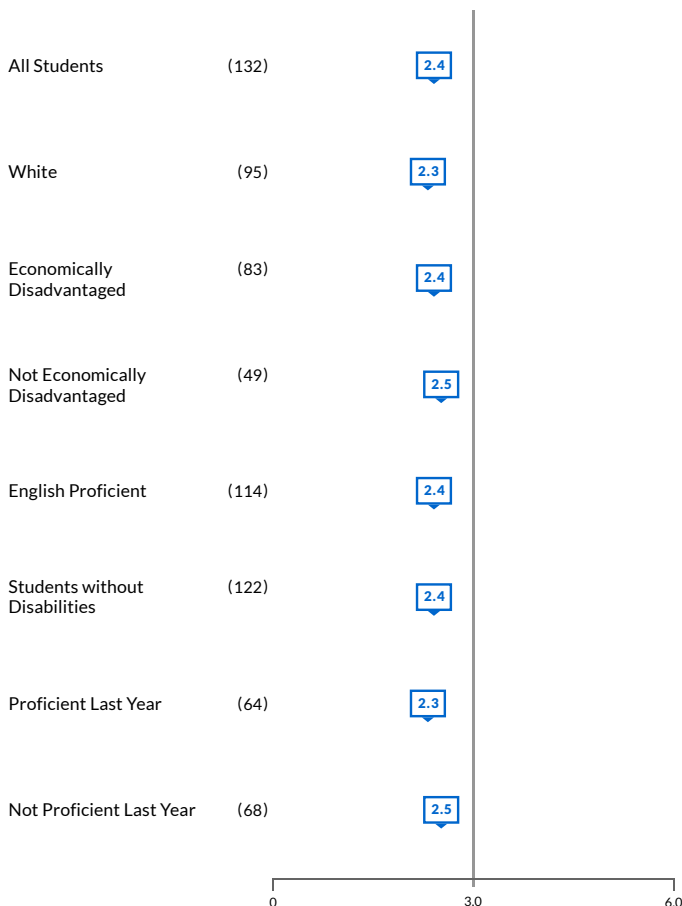 All Students (132) 2.4
White (95) 2.3
Economically (83) 2.4
Disadvantaged
Not Economically (49) 2.5
Disadvantaged
English Proficient (114) 2.4
Students without (122) 2.4
Disabilities
Proficient Last Year (64) 2.3
Not Proficient Last Year (68) 2.5
0 3.0 6.0